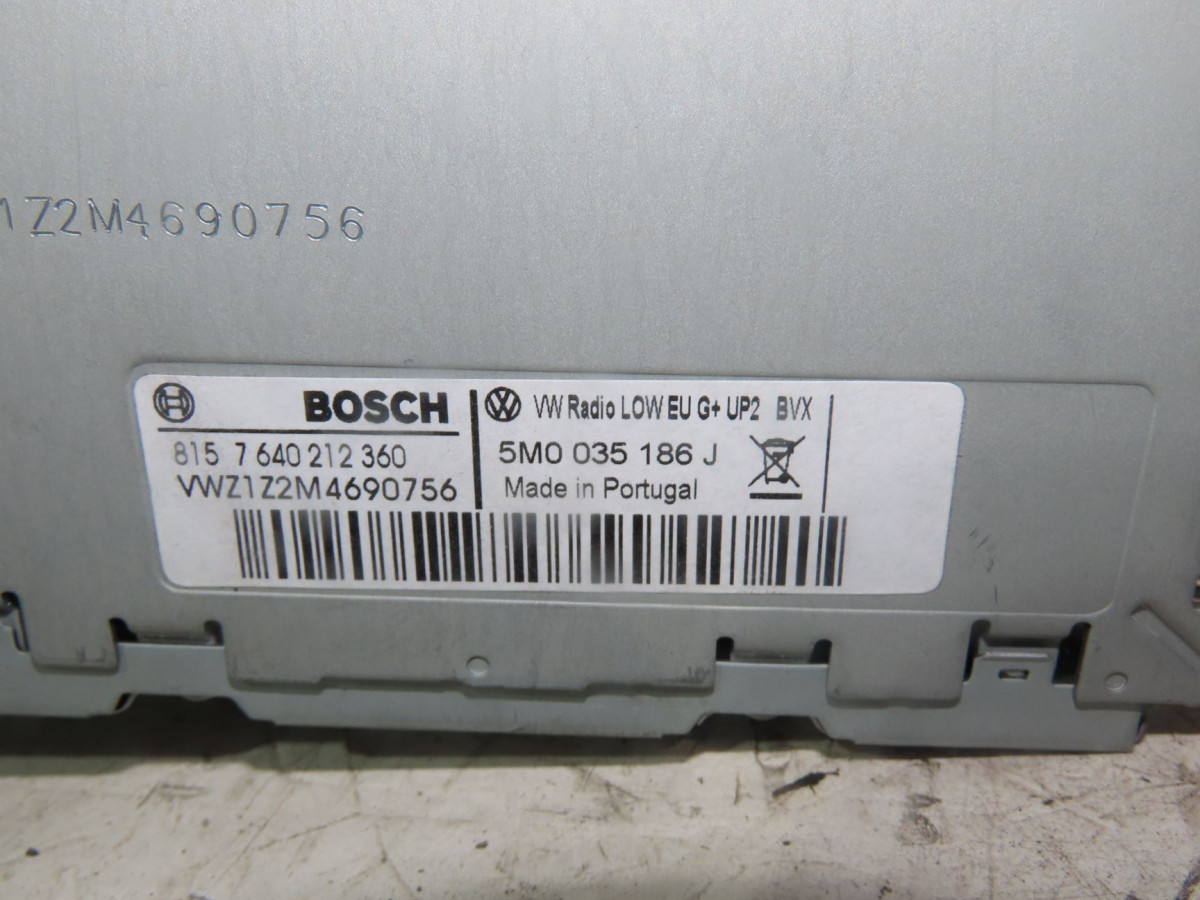 1Z2M4690756
BOSCH
815 7 640 212 360
VWZ1Z2M4690756
VW Radio LOW EU G+ UP2 BVX
5M0 035 186 J
Made in Portugal